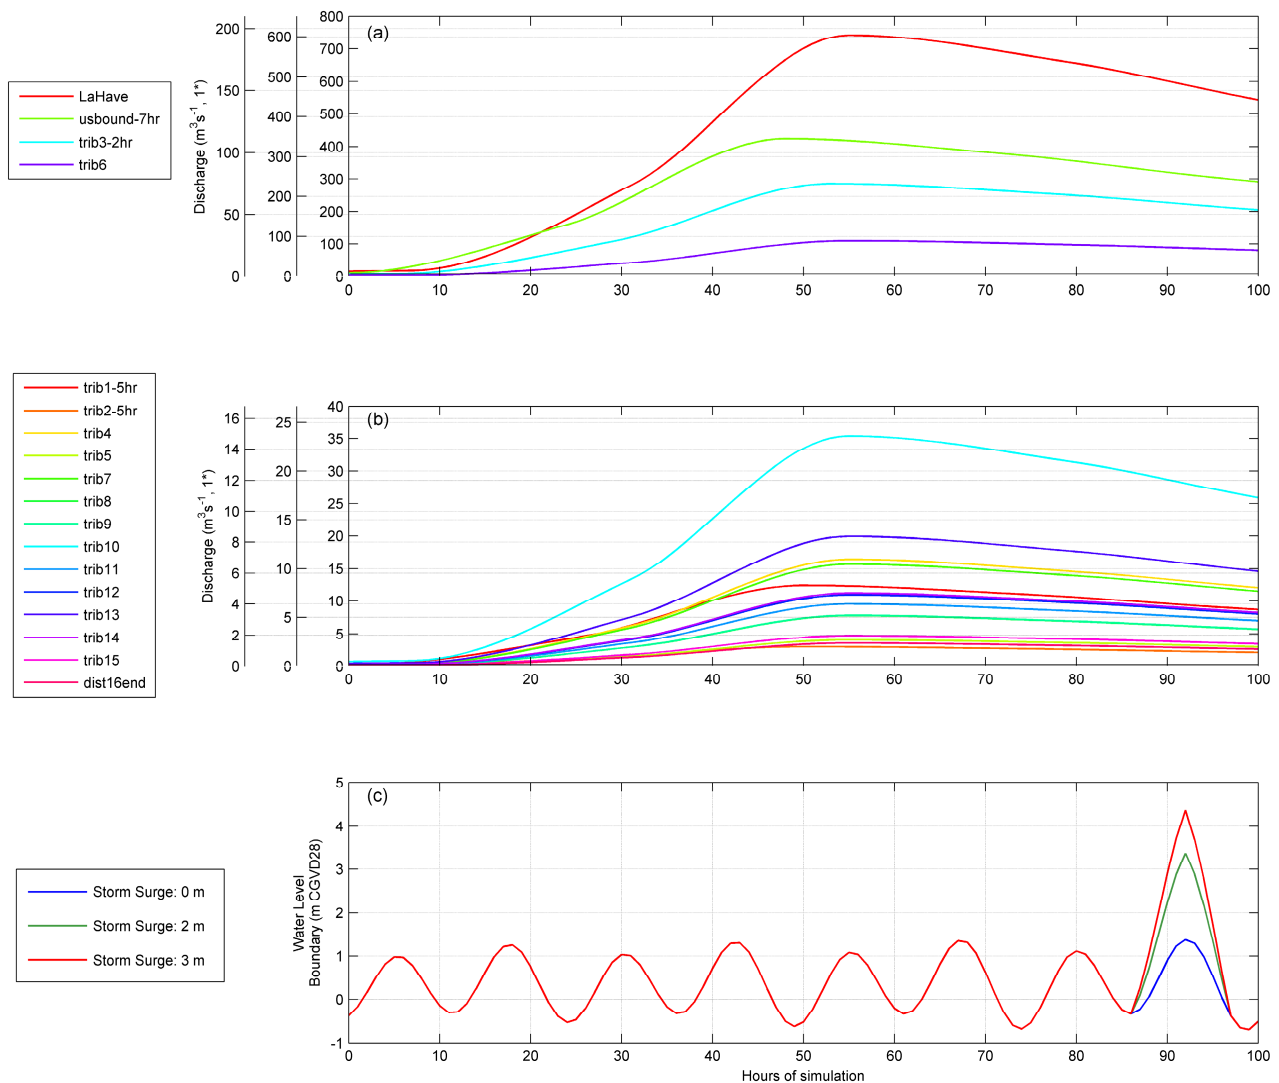 (a)
LaHave
usbound-7hr
trib3-2hr
trib6
Discharge (m3s-1, 1*)
200
150
100
50
0
600
500
400
300
200
100
0
800
700
600
500
400
300
200
100
0
0 10 20 30 40 50 60 70 80 90 100
(b)
trib1-5hr
trib2-5hr
trib4
trib5
trib7
trib8
trib9
trib10
trib11
trib12
trib13
trib14
trib15
dist16end
Discharge (m3s-1, 1*)
16
14
12
10
8
6
4
2
0
25
20
15
10
5
0
40
35
30
25
20
15
10
5
0
0 10 20 30 40 50 60 70 80 90 100
(c)
Storm Surge: 0 m
Storm Surge: 2 m
Storm Surge: 3 m
Water Level
Boundary (m CGVD28)
5
4
3
2
1
0
-1
0 10 20 30 40 50 60 70 80 90 100
Hours of simulation